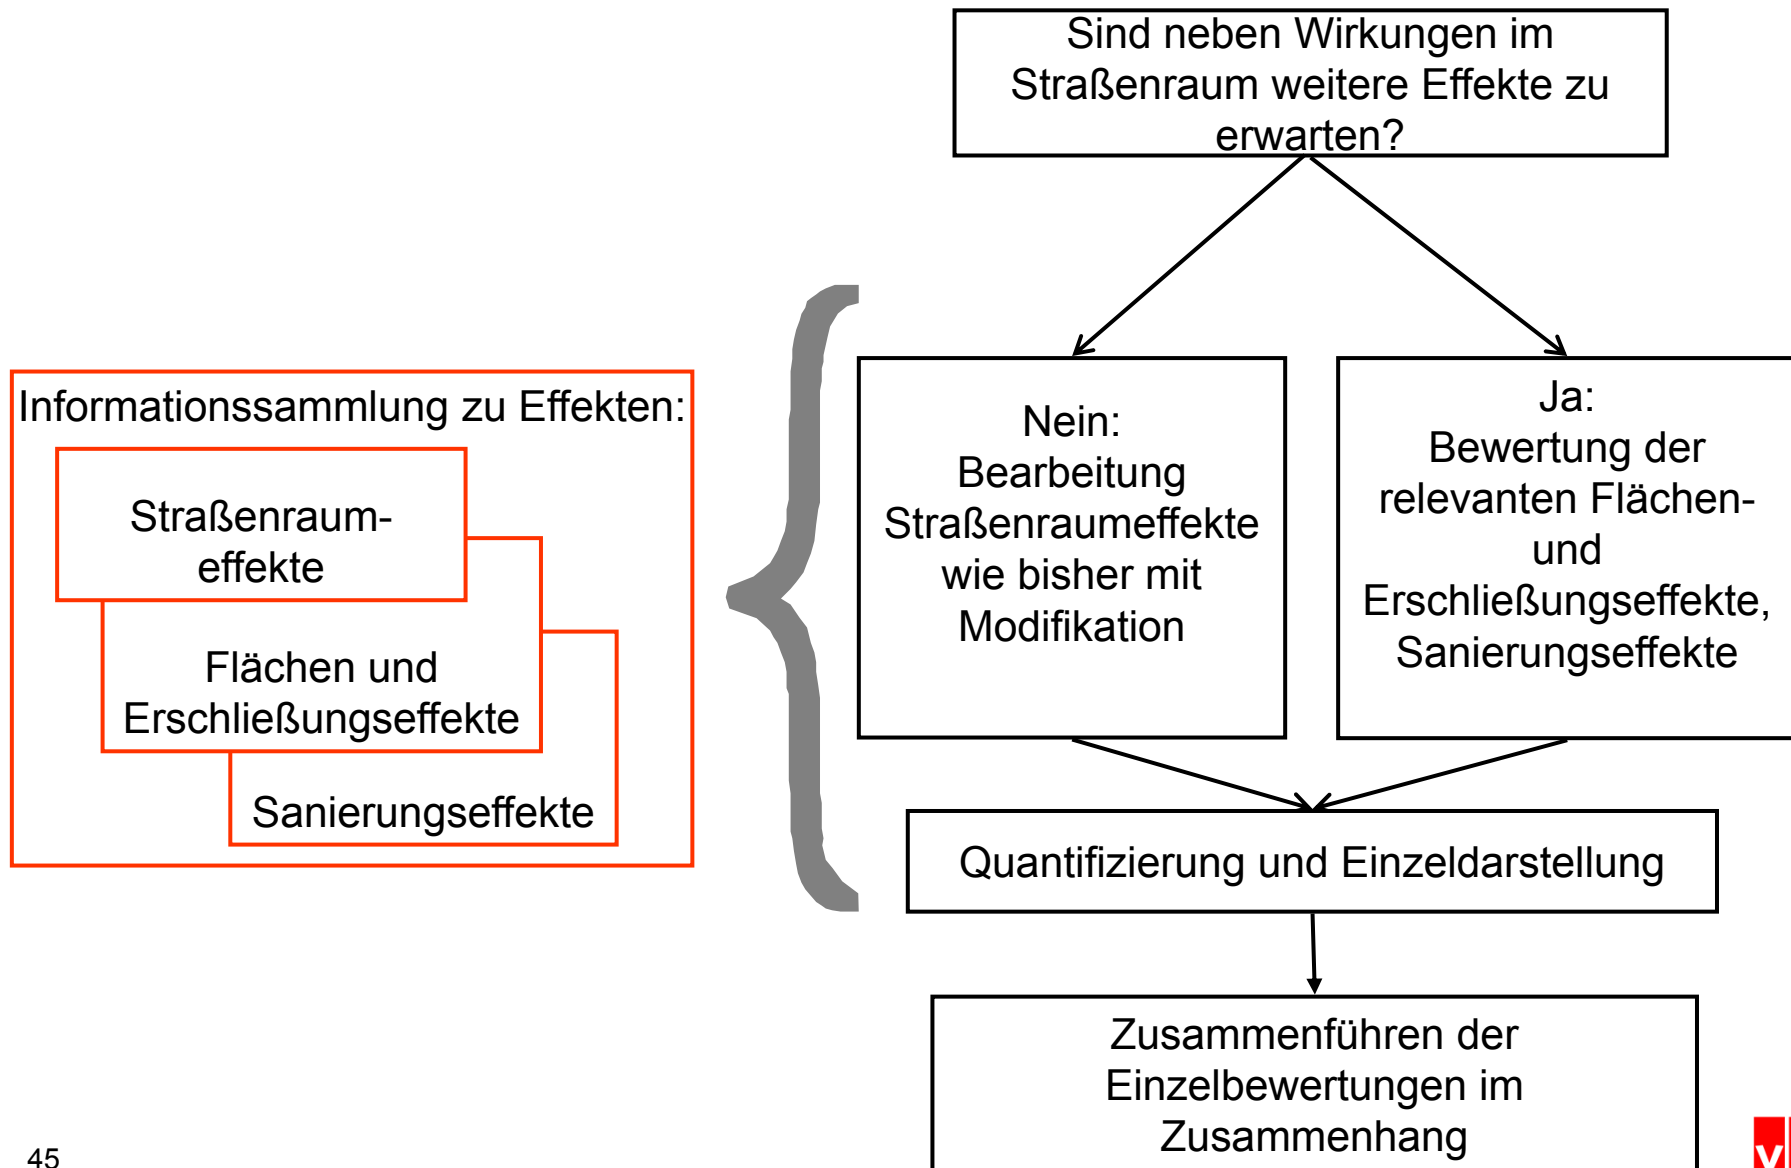 Sind neben Wirkungen im
Straßenraum weitere Effekte zu
erwarten?
Informationssammlung zu Effekten:
Straßenraum-
effekte
Flächen und
Erschließungseffekte
Sanierungseffekte
Nein:
Bearbeitung
Straßenraumeffekte
wie bisher mit
Modifikation
Ja:
Bewertung der
relevanten Flächen-
und
Erschließungseffekte,
Sanierungseffekte
Quantifizierung und Einzeldarstellung
Zusammenführen der
Einzelbewertungen im
Zusammenhang
45